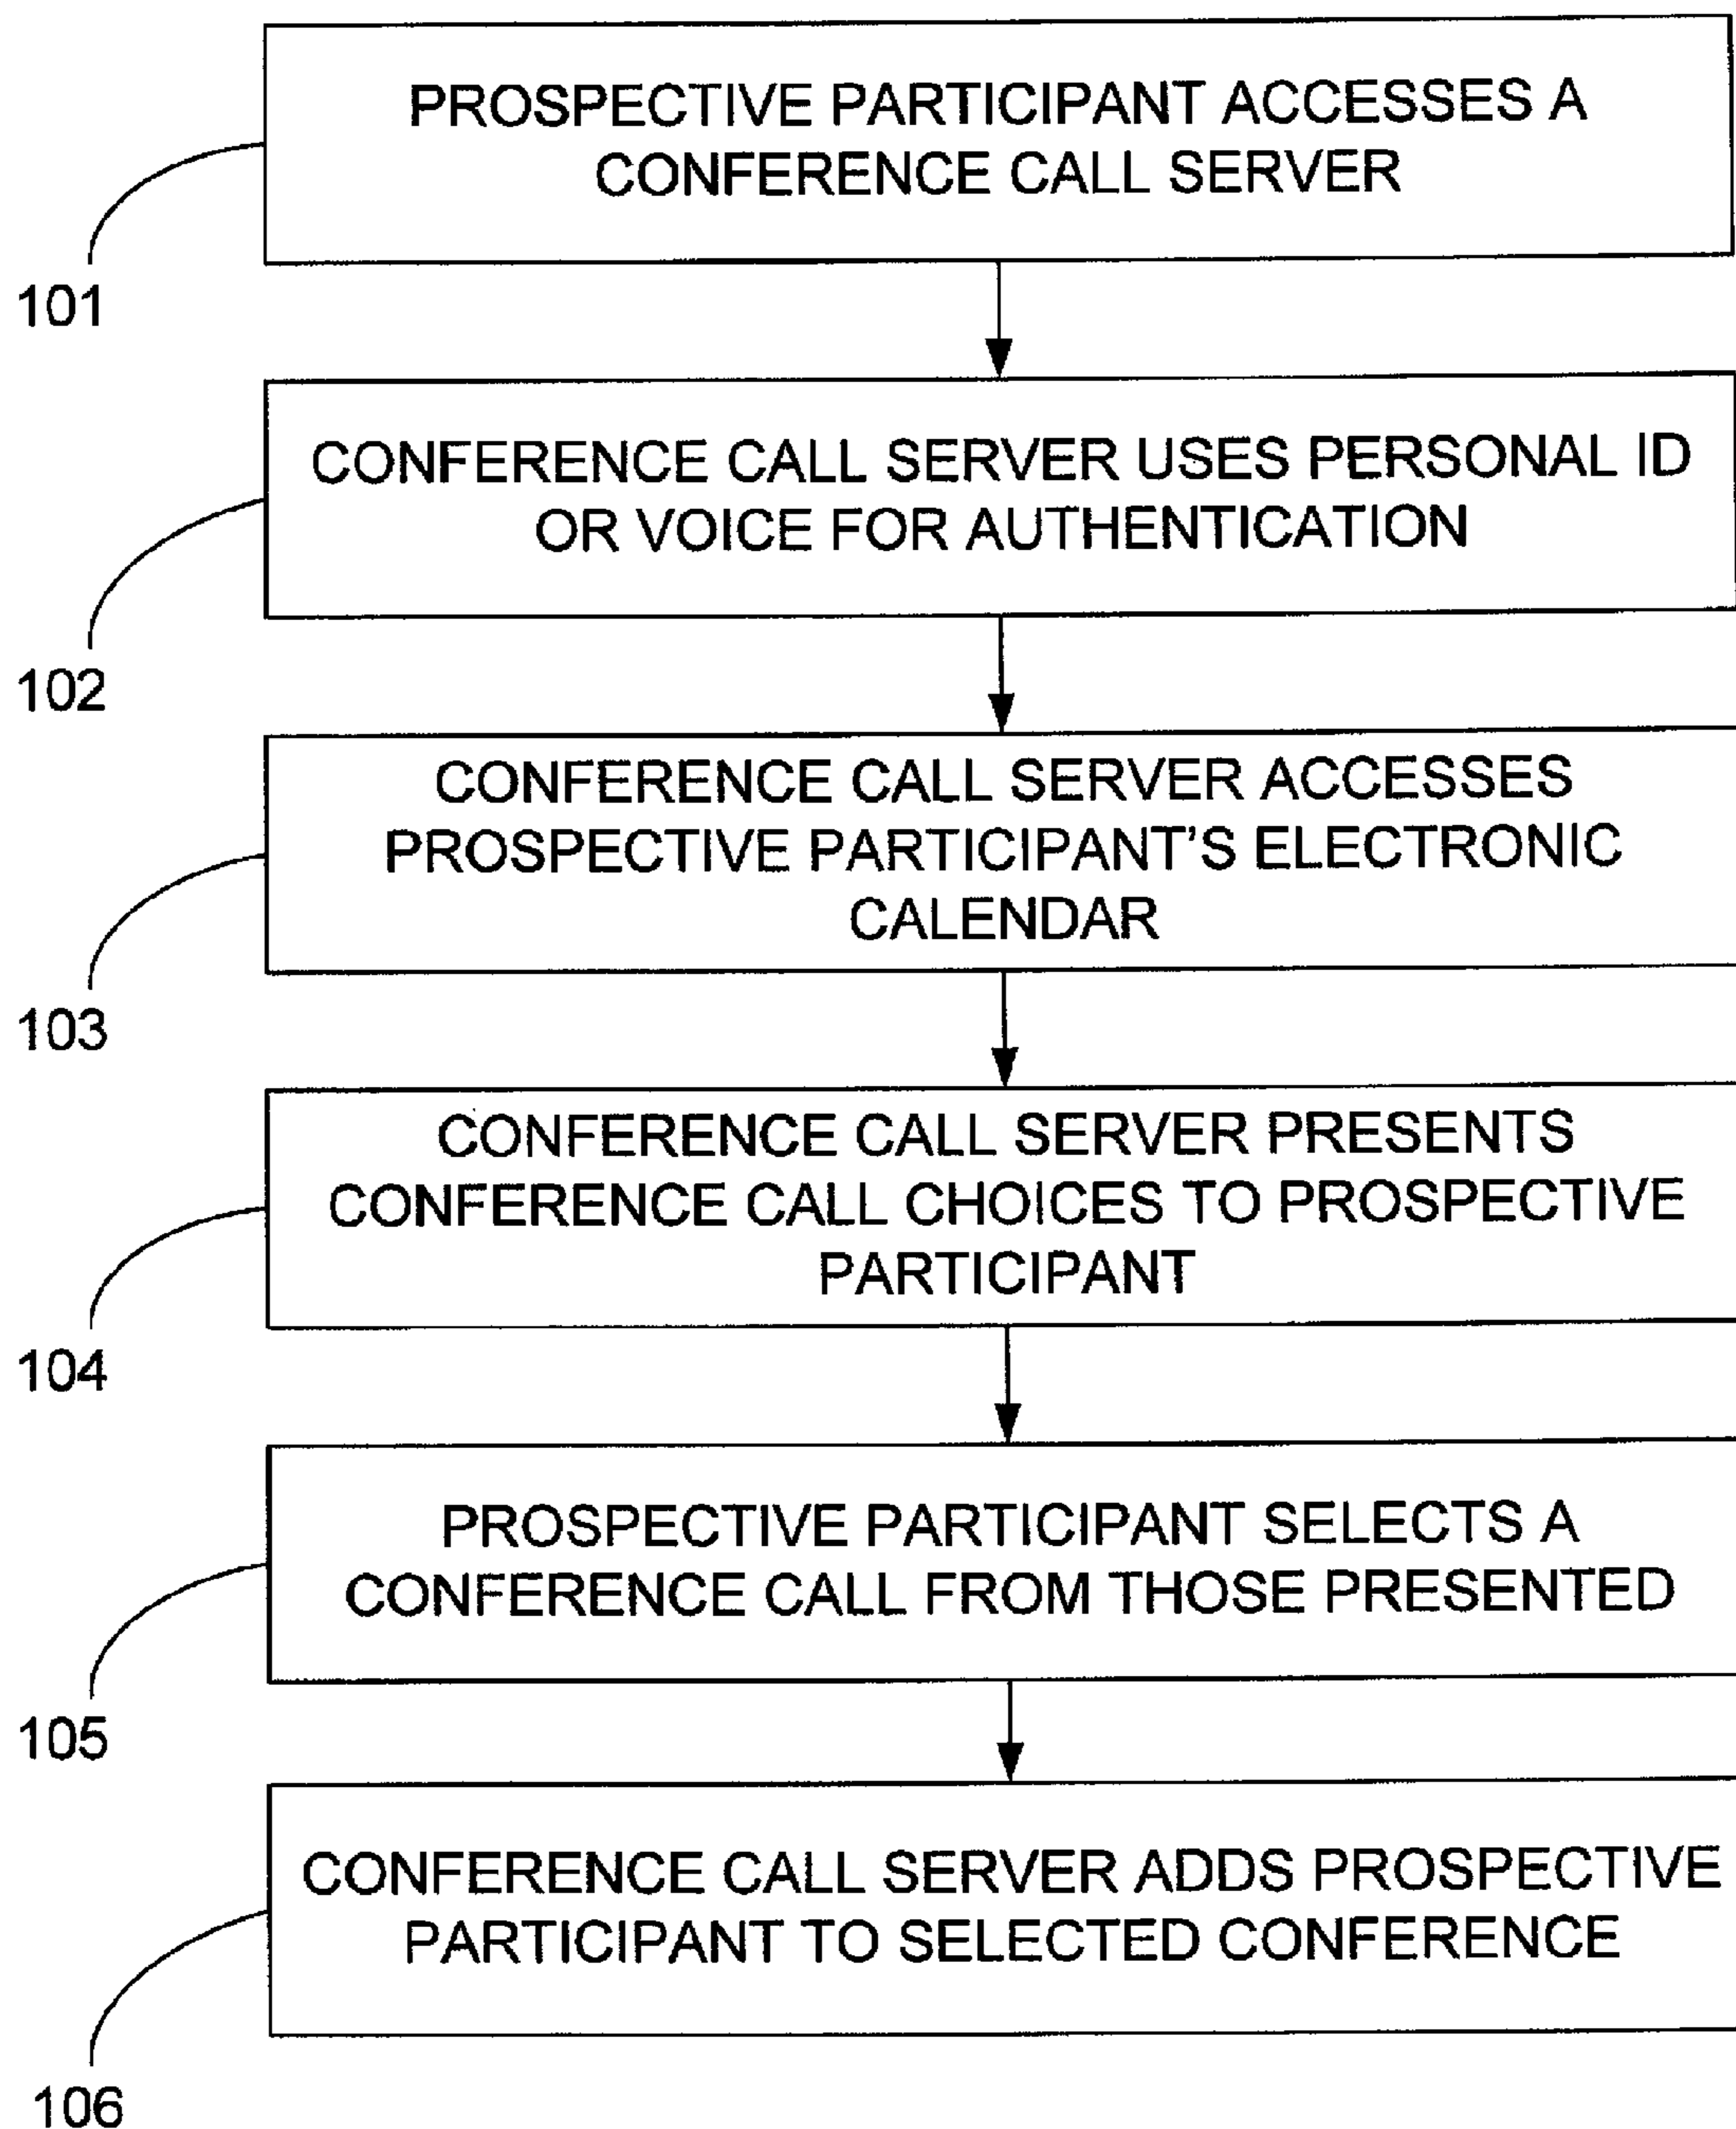 PROSPECTIVE PARTICIPANT ACCESSES A
CONFERENCE CALL SERVER
101
CONFERENCE CALL SERVER USES PERSONAL ID
OR VOICE FOR AUTHENTICATION
102
CONFERENCE CALL SERVER ACCESSES
PROSPECTIVE PARTICIPANT'S ELECTRONIC
CALENDAR
103
CONFERENCE CALL SERVER PRESENTS
CONFERENCE CALL CHOICES TO PROSPECTIVE
PARTICIPANT
104
PROSPECTIVE PARTICIPANT SELECTS A
CONFERENCE CALL FROM THOSE PRESENTED
105
CONFERENCE CALL SERVER ADDS PROSPECTIVE
PARTICIPANT TO SELECTED CONFERENCE
106